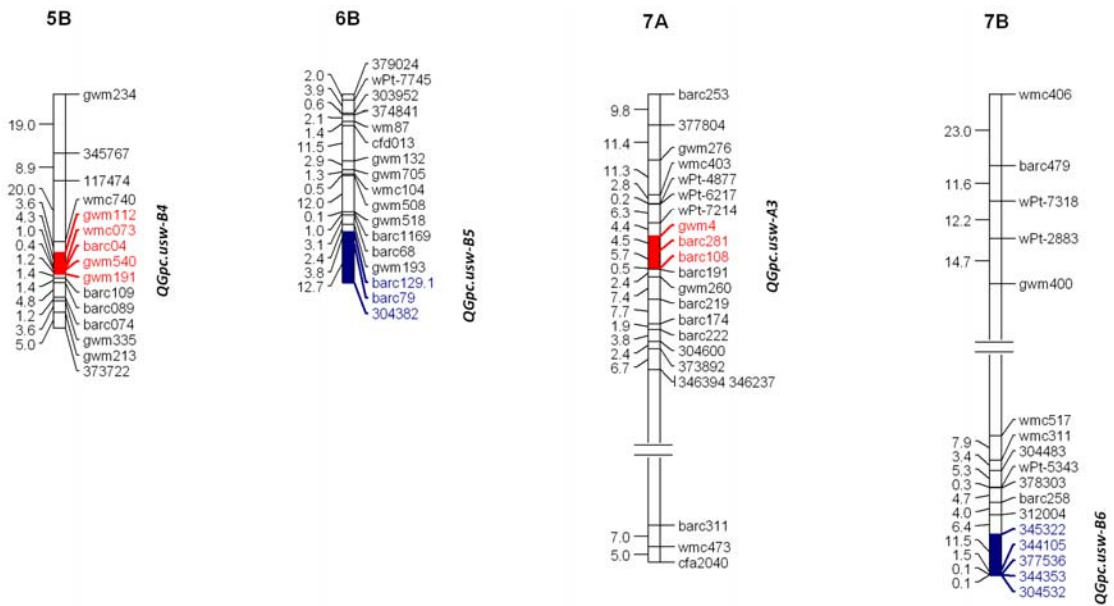 5B
19.0
8.9
20.0
3.6
4.3
1.0
0.4
1.2
1.4
1.4
4.8
1.2
3.6
5.0
gwm234
345767
117474
wmc740
gwm112
wmc073
barc04
gwm540
gwm191
barc109
barc089
barc074
gwm335
gwm213
373722
QGpc.usw-B4
6B
2.0
3.9
0.6
2.1
1.4
11.5
2.9
1.3
0.5
12.0
0.1
1.0
3.1
2.4
3.8
12.7
379024
wPt-7745
303952
374841
wm87
cfd013
gwm132
gwm705
wmc104
gwm508
gwm518
barc1169
barc68
gwm193
barc129.1
barc79
304382
QGpc.usw-B5
7A
9.8
11.4
11.3
2.8
0.2
6.3
4.4
4.5
5.7
0.5
2.4
7.4
7.7
1.9
3.8
2.4
6.7
7.0
5.0
barc253
377804
gwm276
wmc403
wPt-4877
wPt-6217
wPt-7214
gwm4
barc281
barc108
barc191
gwm260
barc219
barc174
barc222
304600
373892
346394 346237
barc311
wmc473
cfa2040
QGpc.usw-A3
7B
23.0
11.6
12.2
14.7
7.9
3.4
5.3
0.3
4.7
4.0
6.4
11.5
1.5
0.1
0.1
wmc406
barc479
wPt-7318
wPt-2883
gwm400
wmc517
wmc311
304483
wPt-5343
378303
barc258
312004
345322
344105
377536
344353
304532
QGpc.usw-B6